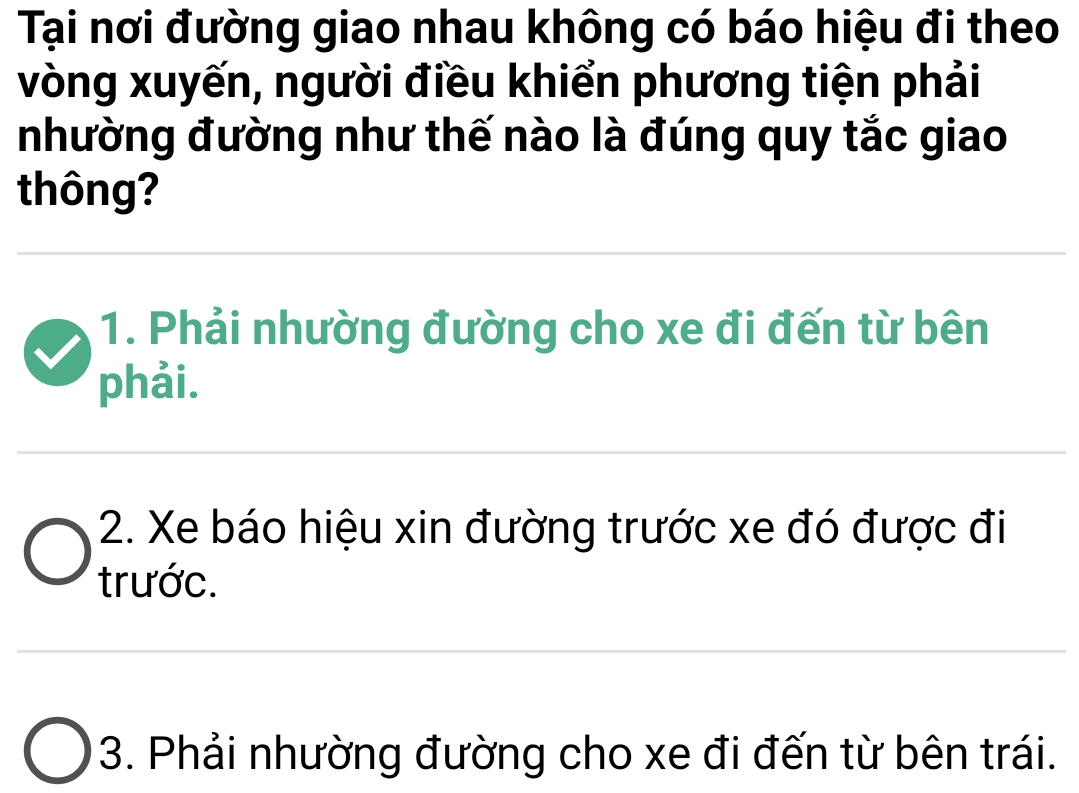 Tại nơi đường giao nhau không có báo hiệu đi theo
vòng xuyến, người điều khiển phương tiện phải
nhường đường như thế nào là đúng quy tắc giao
thông?
1. Phải nhường đường cho xe đi đến từ bên
phải.
2. Xe báo hiệu xin đường trước xe đó được đi
trước.
3. Phải nhường đường cho xe đi đến từ bên trái.